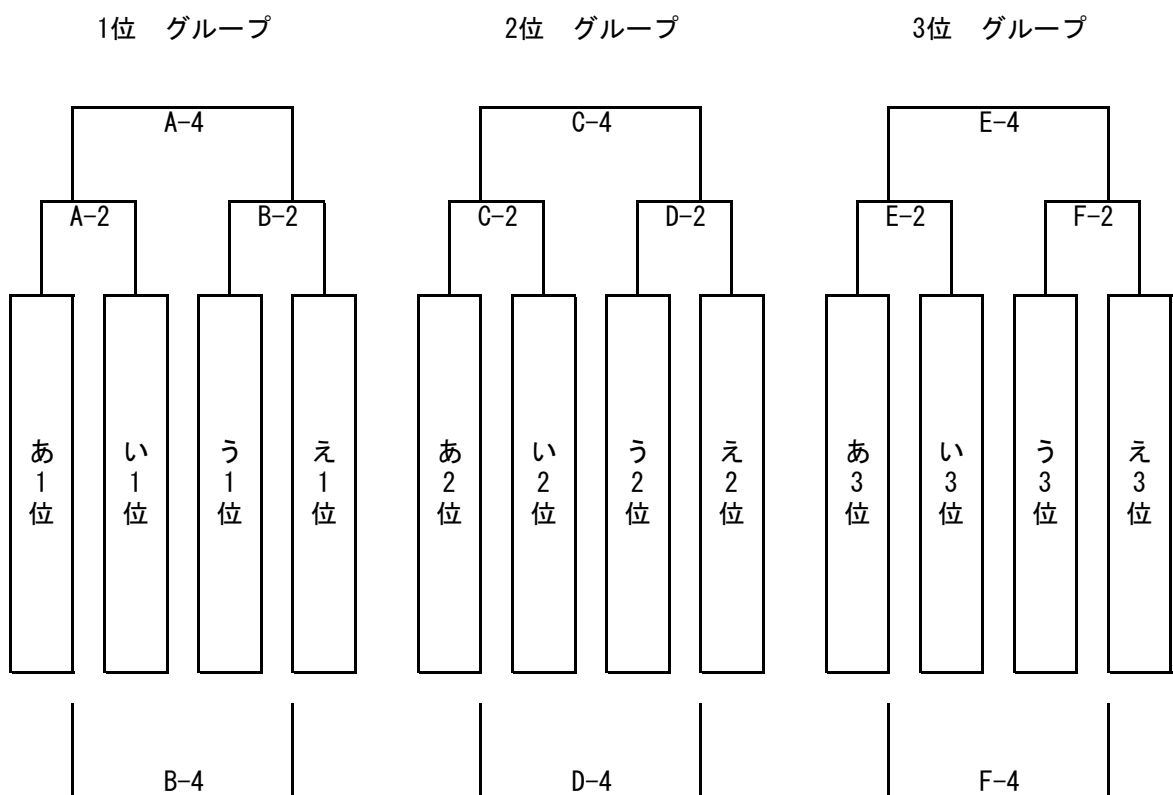 1位　グループ
2位　グループ
3位　グループ
A-4
C-4
E-4
A-2
B-2
C-2
D-2
E-2
F-2
あ1位
い1位
う1位
え1位
あ2位
い2位
う2位
え2位
あ3位
い3位
う3位
え3位
B-4
D-4
F-4